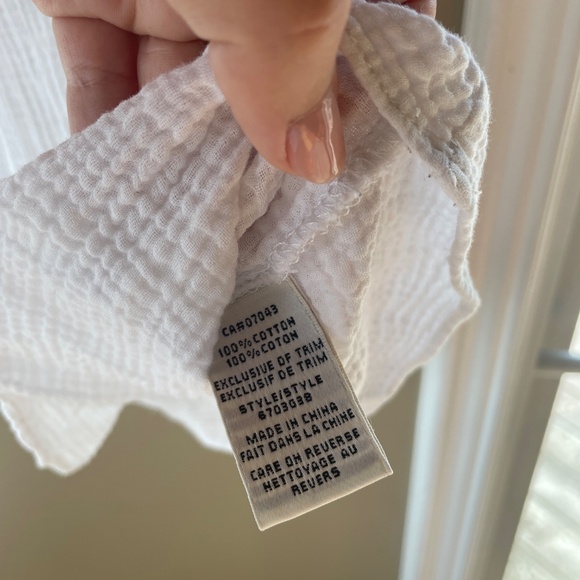 CA#07043
100% COTTON
100% COTON
EXCLUSIVE OF TRIM
EXCLUSIF DE TRIM
STYLE/STYLE
6703G38
MADE IN CHINA
FAIT DANS LA CHINE
CARE ON REVERSE
NETTOYAGE AU
REVERS